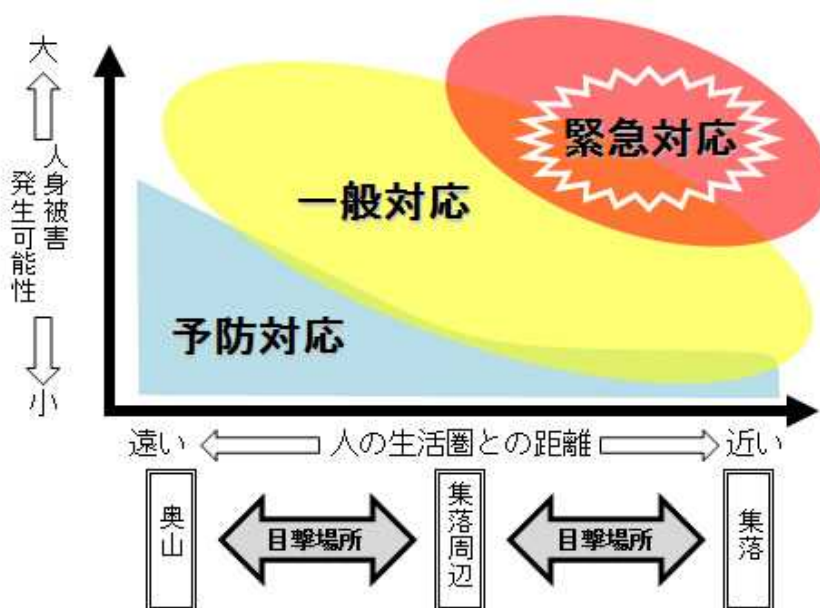 大
人身被害
発生可能性
小
緊急対応
一般対応
予防対応
遠い
人の生活圏との距離
近い
奥山
目撃場所
集落周辺
目撃場所
集落